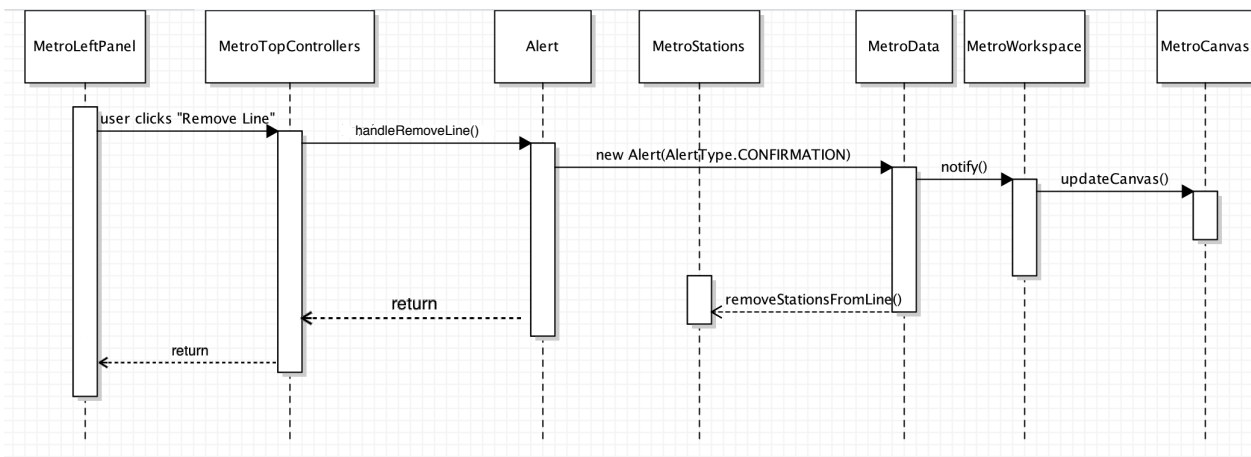 MetroLeftPanel
MetroTopControllers
Alert
MetroStations
MetroData
MetroWorkspace
MetroCanvas
user clicks "Remove Line"
handleRemoveLine()
new Alert(AlertType.CONFIRMATION)
notify()
updateCanvas()
removeStationsFromLine()
return
return